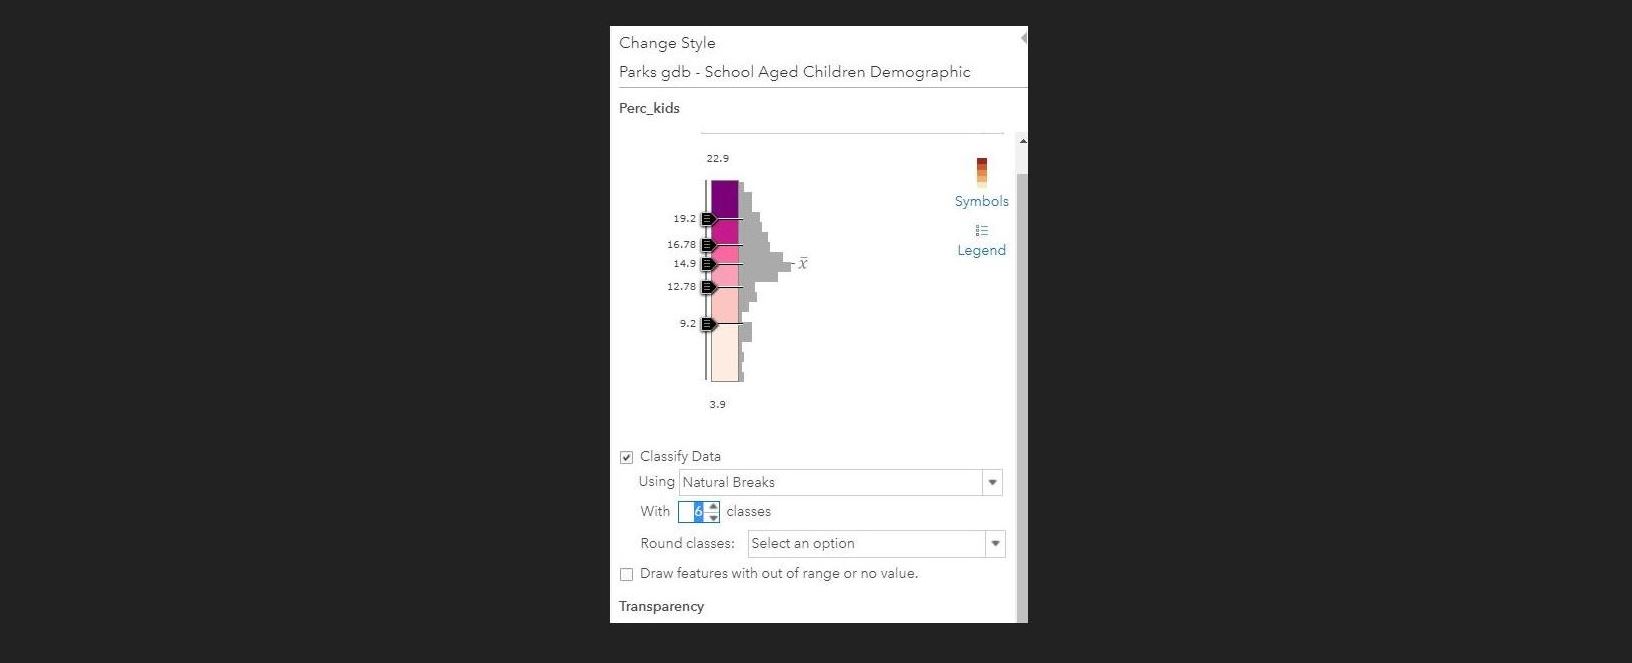 Change Style
Parks gdb - School Aged Children Demographic
Perc_kids
22.9
19.2
16.78
14.9
12.78
9.2
3.9
x̄
Symbols
Legend
Classify Data
Using Natural Breaks
With 6 classes
Round classes: Select an option
Draw features with out of range or no value.
Transparency